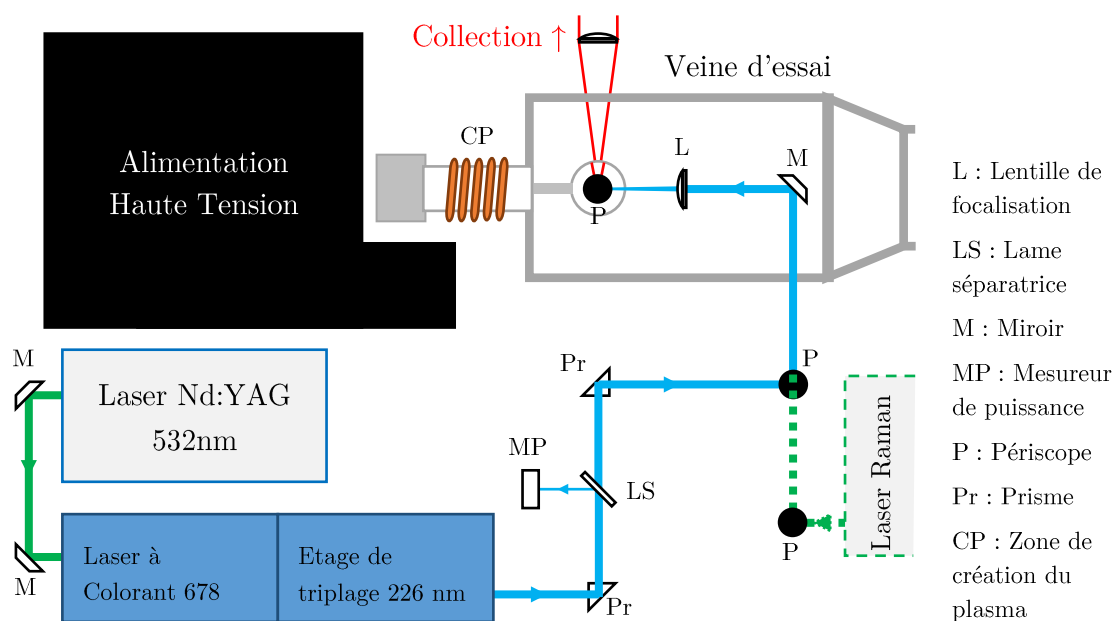 Collection ↑
Veine d'essai
Alimentation
Haute Tension
CP
L
M
P
L : Lentille de
focalisation
LS : Lame
séparatrice
M : Miroir
MP : Mesureur
de puissance
P : Périscope
Pr : Prisme
CP : Zone de
création du
plasma
M
Laser Nd:YAG
532nm
Pr
P
MP
LS
Laser Raman
P
M
Laser à
Colorant 678
Etage de
triplage 226 nm
Pr